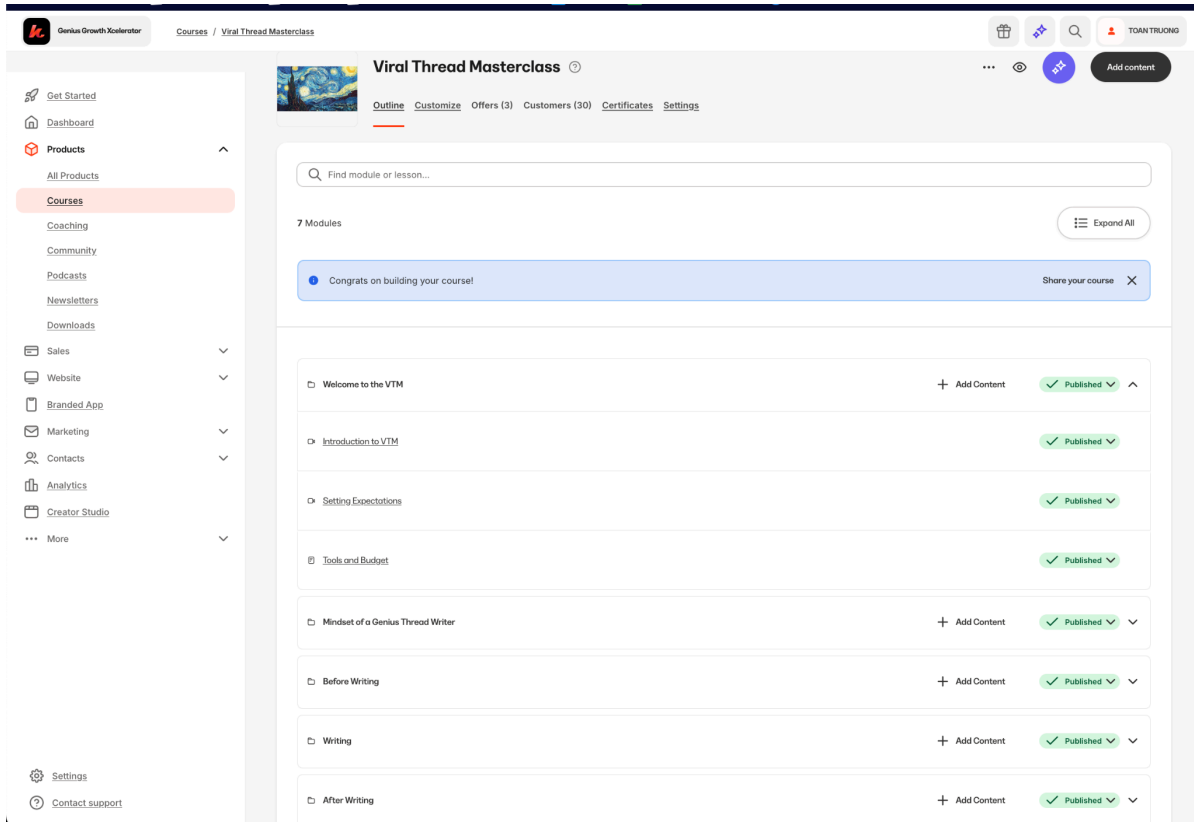 Genius Growth Xcelerator
Courses / Viral Thread Masterclass
TOAN TRUONG
Get Started
Dashboard
Products
All Products
Courses
Coaching
Community
Podcasts
Newsletters
Downloads
Sales
Website
Branded App
Marketing
Contacts
Analytics
Creator Studio
More
Settings
Contact support
Viral Thread Masterclass
Add content
Outline Customize Offers (3) Customers (30) Certificates Settings
Find module or lesson...
7 Modules
Expand All
Congrats on building your course! Share your course
Welcome to the VTM Add Content Published
Introduction to VTM Published
Setting Expectations Published
Tools and Budget Published
Mindset of a Genius Thread Writer Add Content Published
Before Writing Add Content Published
Writing Add Content Published
After Writing Add Content Published